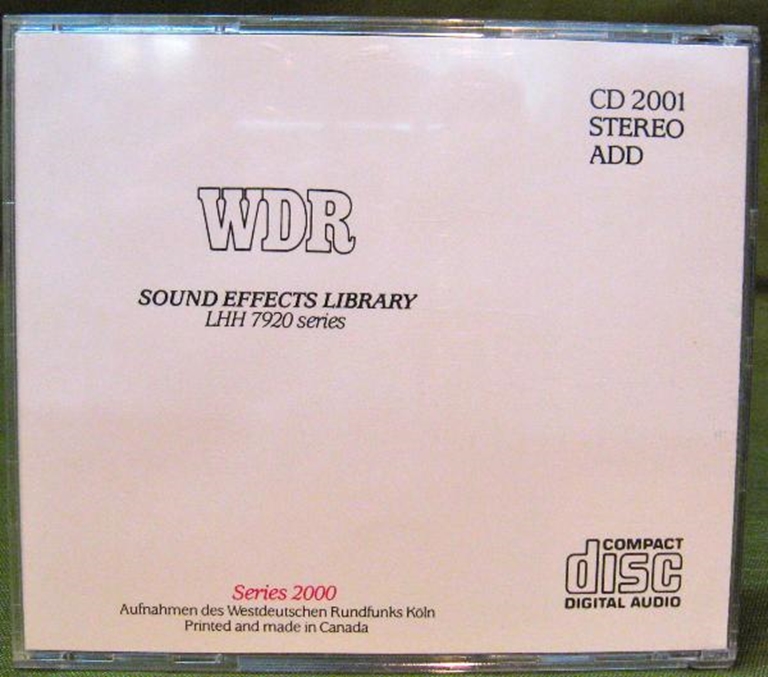 CD 2001
STEREO
ADD
WDR
SOUND EFFECTS LIBRARY
LHH 7920 series
Series 2000
Aufnahmen des Westdeutschen Rundfunks Köln
Printed and made in Canada
COMPACT
disc
DIGITAL AUDIO